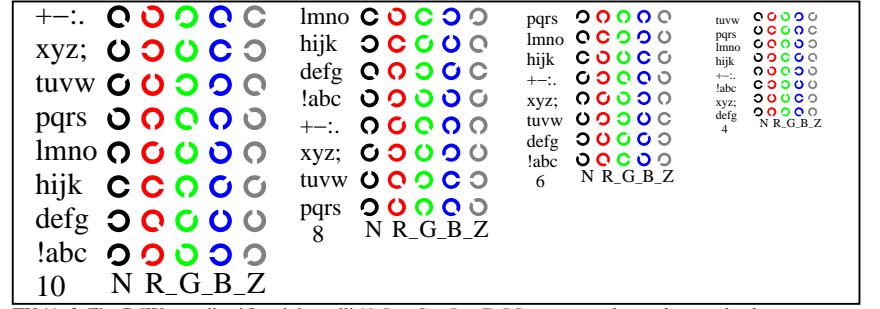 +−:.
xyz;
tuvw
pqrs
lmno
hijk
defg
!abc
10 N R_G_B_Z
lmno
hijk
defg
!abc
+−:.
xyz;
tuvw
pqrs
8 N R_G_B_Z
pqrs
lmno
hijk
+−:.
xyz;
tuvw
defg
!abc
6 N R_G_B_Z
tuvw
pqrs
lmno
hijk
+−:.
!abc
xyz;
defg
4 N R_G_B_Z